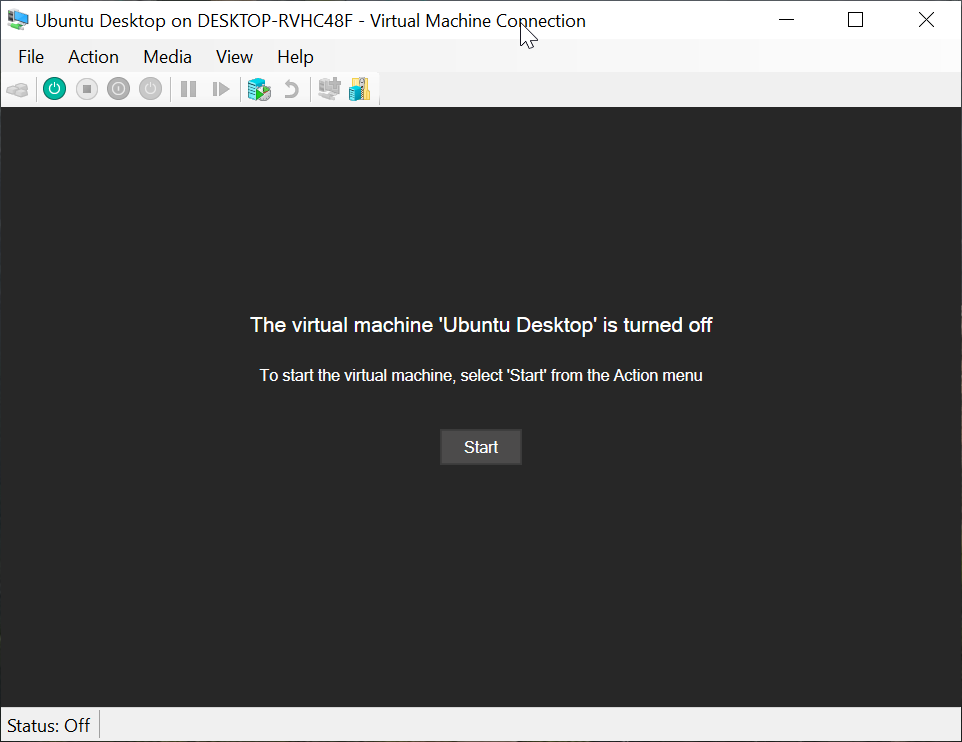 Ubuntu Desktop on DESKTOP-RVHC48F - Virtual Machine Connection
File Action Media View Help
The virtual machine 'Ubuntu Desktop' is turned off
To start the virtual machine, select 'Start' from the Action menu
Start
Status: Off